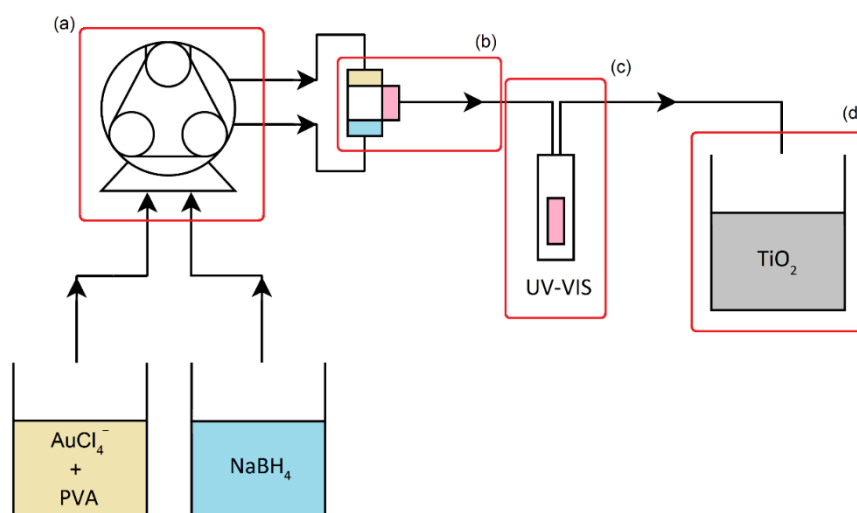 (a)
(b)
(c)
(d)
UV-VIS
TiO₂
AuCl₄⁻
+
PVA
NaBH₄